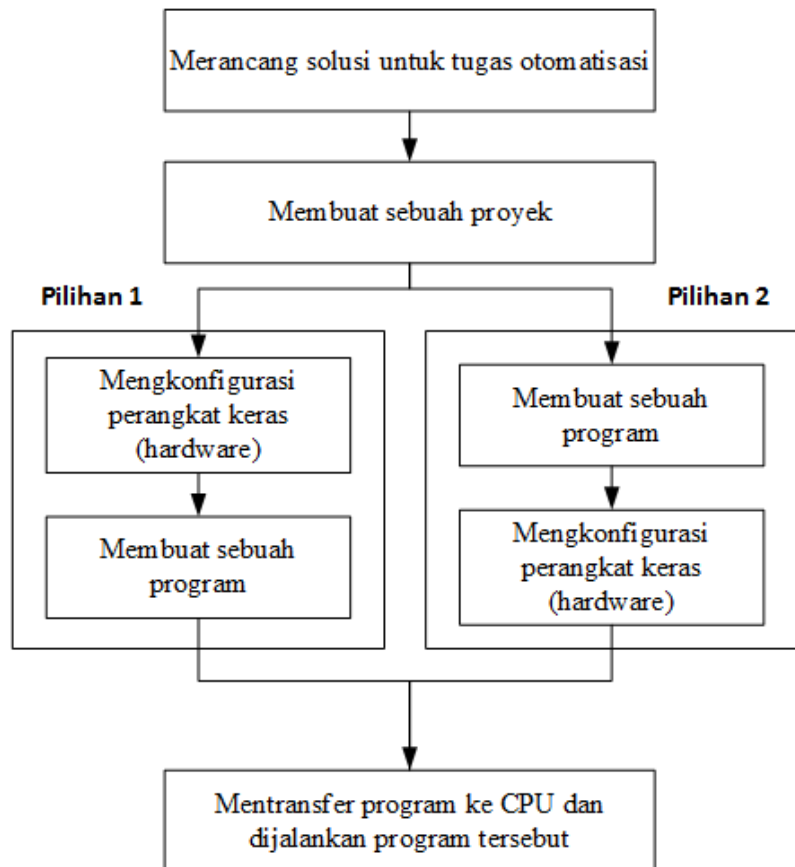 Merancang solusi untuk tugas otomatisasi
Membuat sebuah proyek
Pilihan 1
Pilihan 2
Mengkonfigurasi
perangkat keras
(hardware)
Membuat sebuah
program
Membuat sebuah
program
Mengkonfigurasi
perangkat keras
(hardware)
Mentransfer program ke CPU dan
dijalankan program tersebut